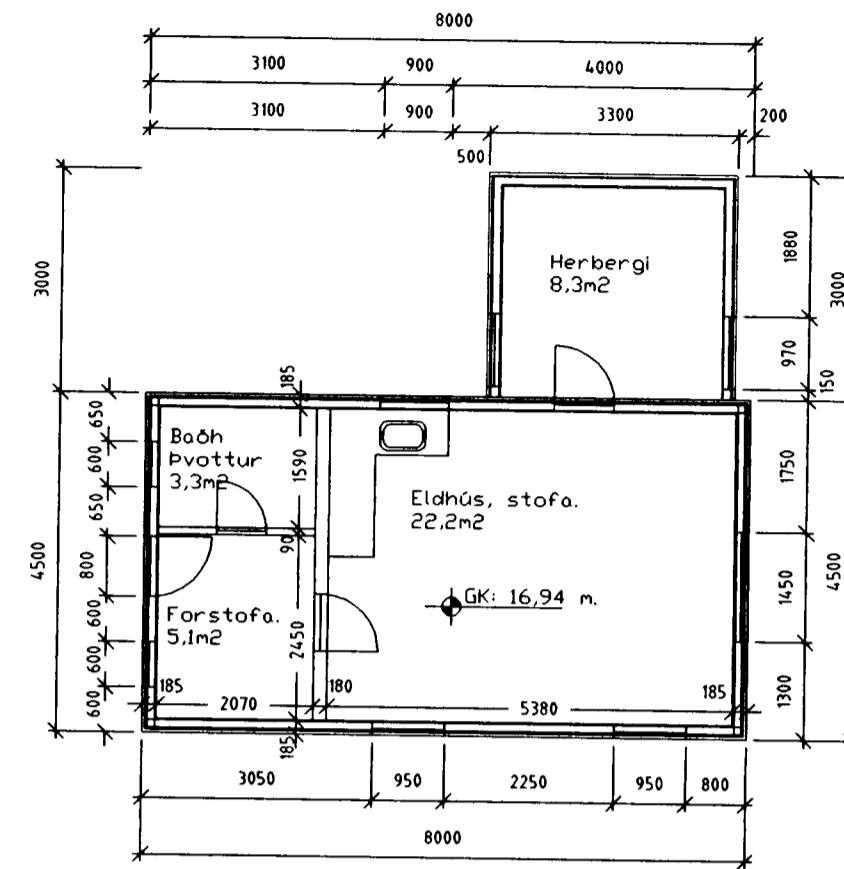 8000
3100 900 4000
3100 900 3300 200
500
3000
1880
3000
970
150
Herbergi
8,3m2
185
650
600
650
800
600
600
600
4500
Baðh
Þvottur
3,3m2
1590
90
2450
Eldhús, stofa.
22,2m2
GK: 16,94 m.
Forstofa.
5,1m2
1750
1450
1300
4500
185 2070 180 5380 185
185
3050 950 2250 950 800
8000